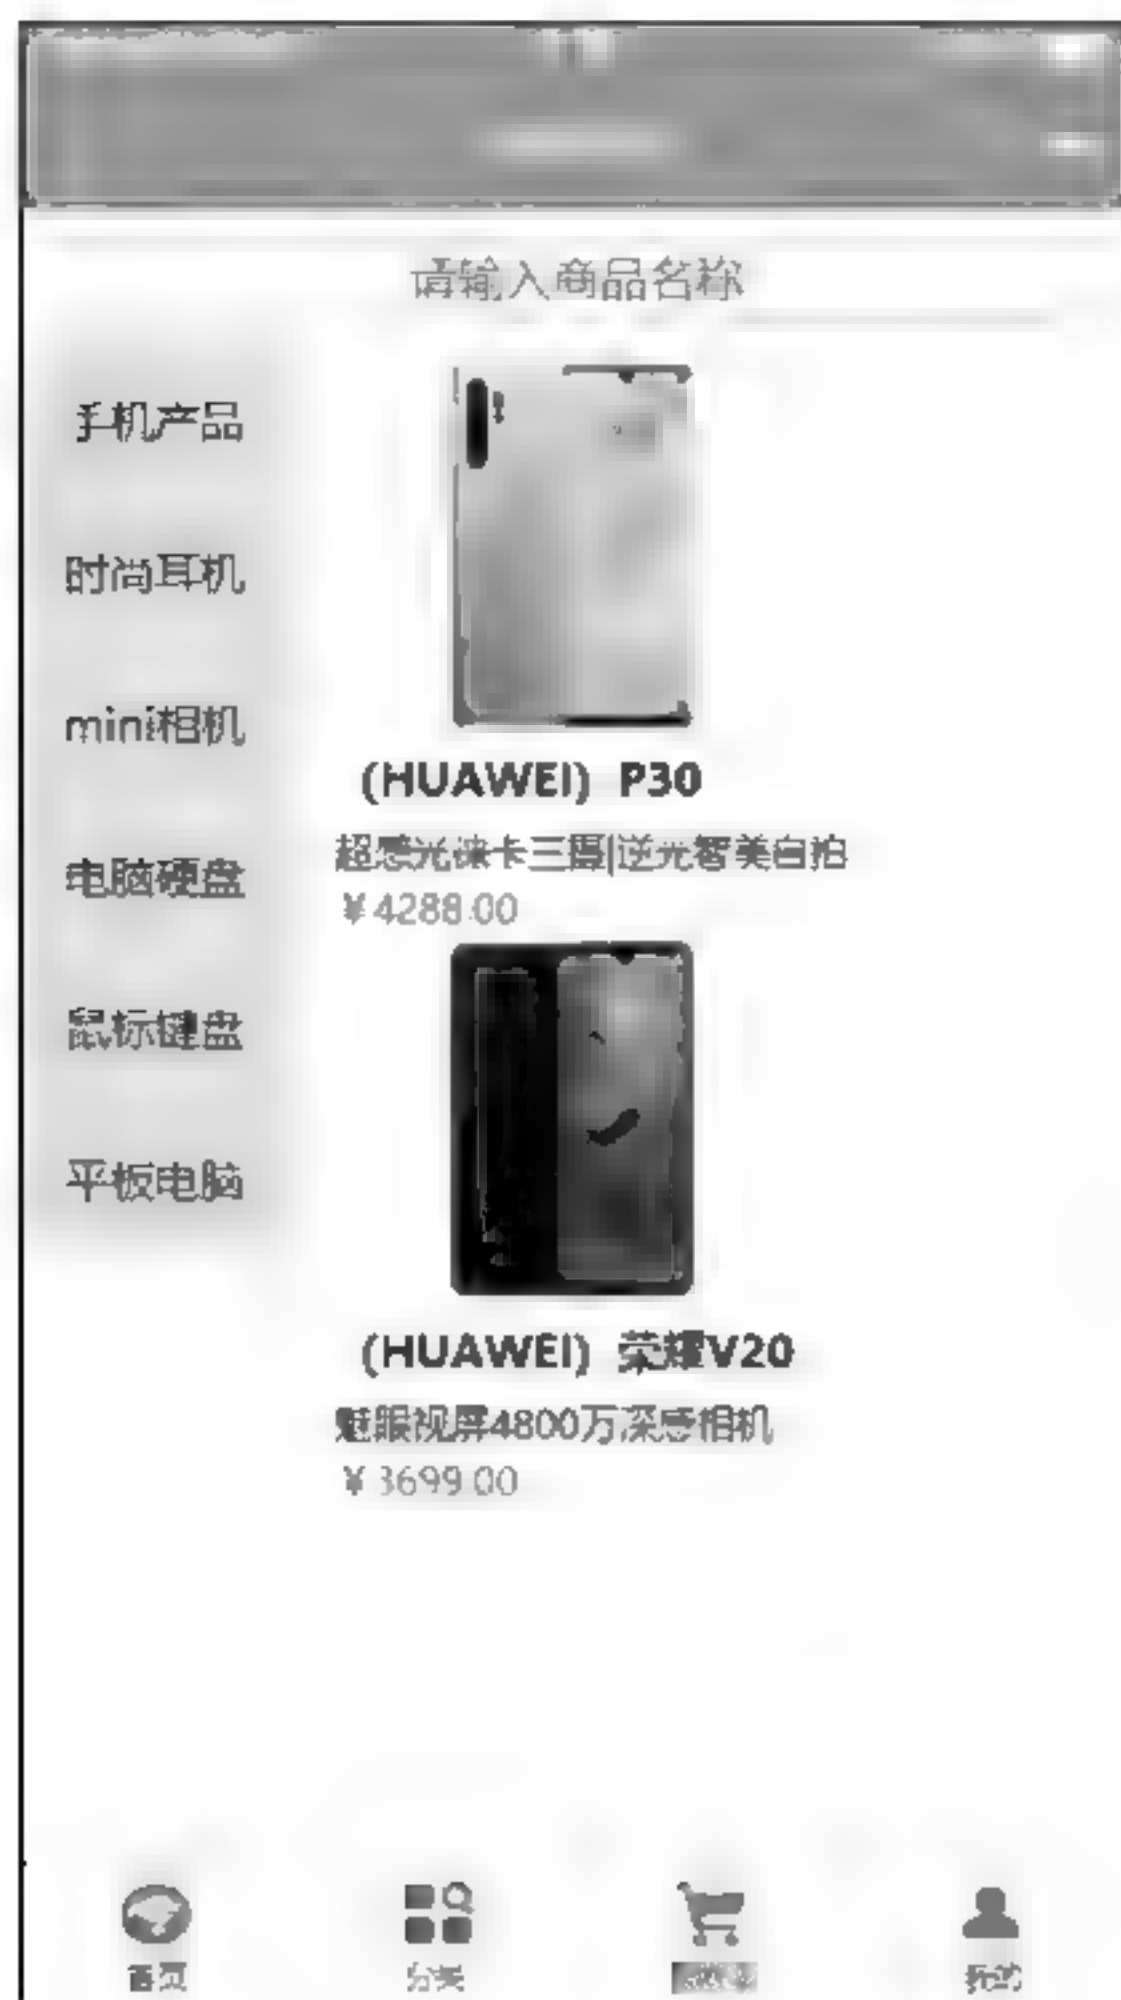 请输入商品名称
手机产品
时尚耳机
mini相机
电脑硬盘
鼠标键盘
平板电脑
(HUAWEI) P30
超感光徕卡三摄|逆光智美自拍
¥4288.00
(HUAWEI) 荣耀V20
魅眼视屏4800万深感相机
¥3699.00
首页
分类
我的